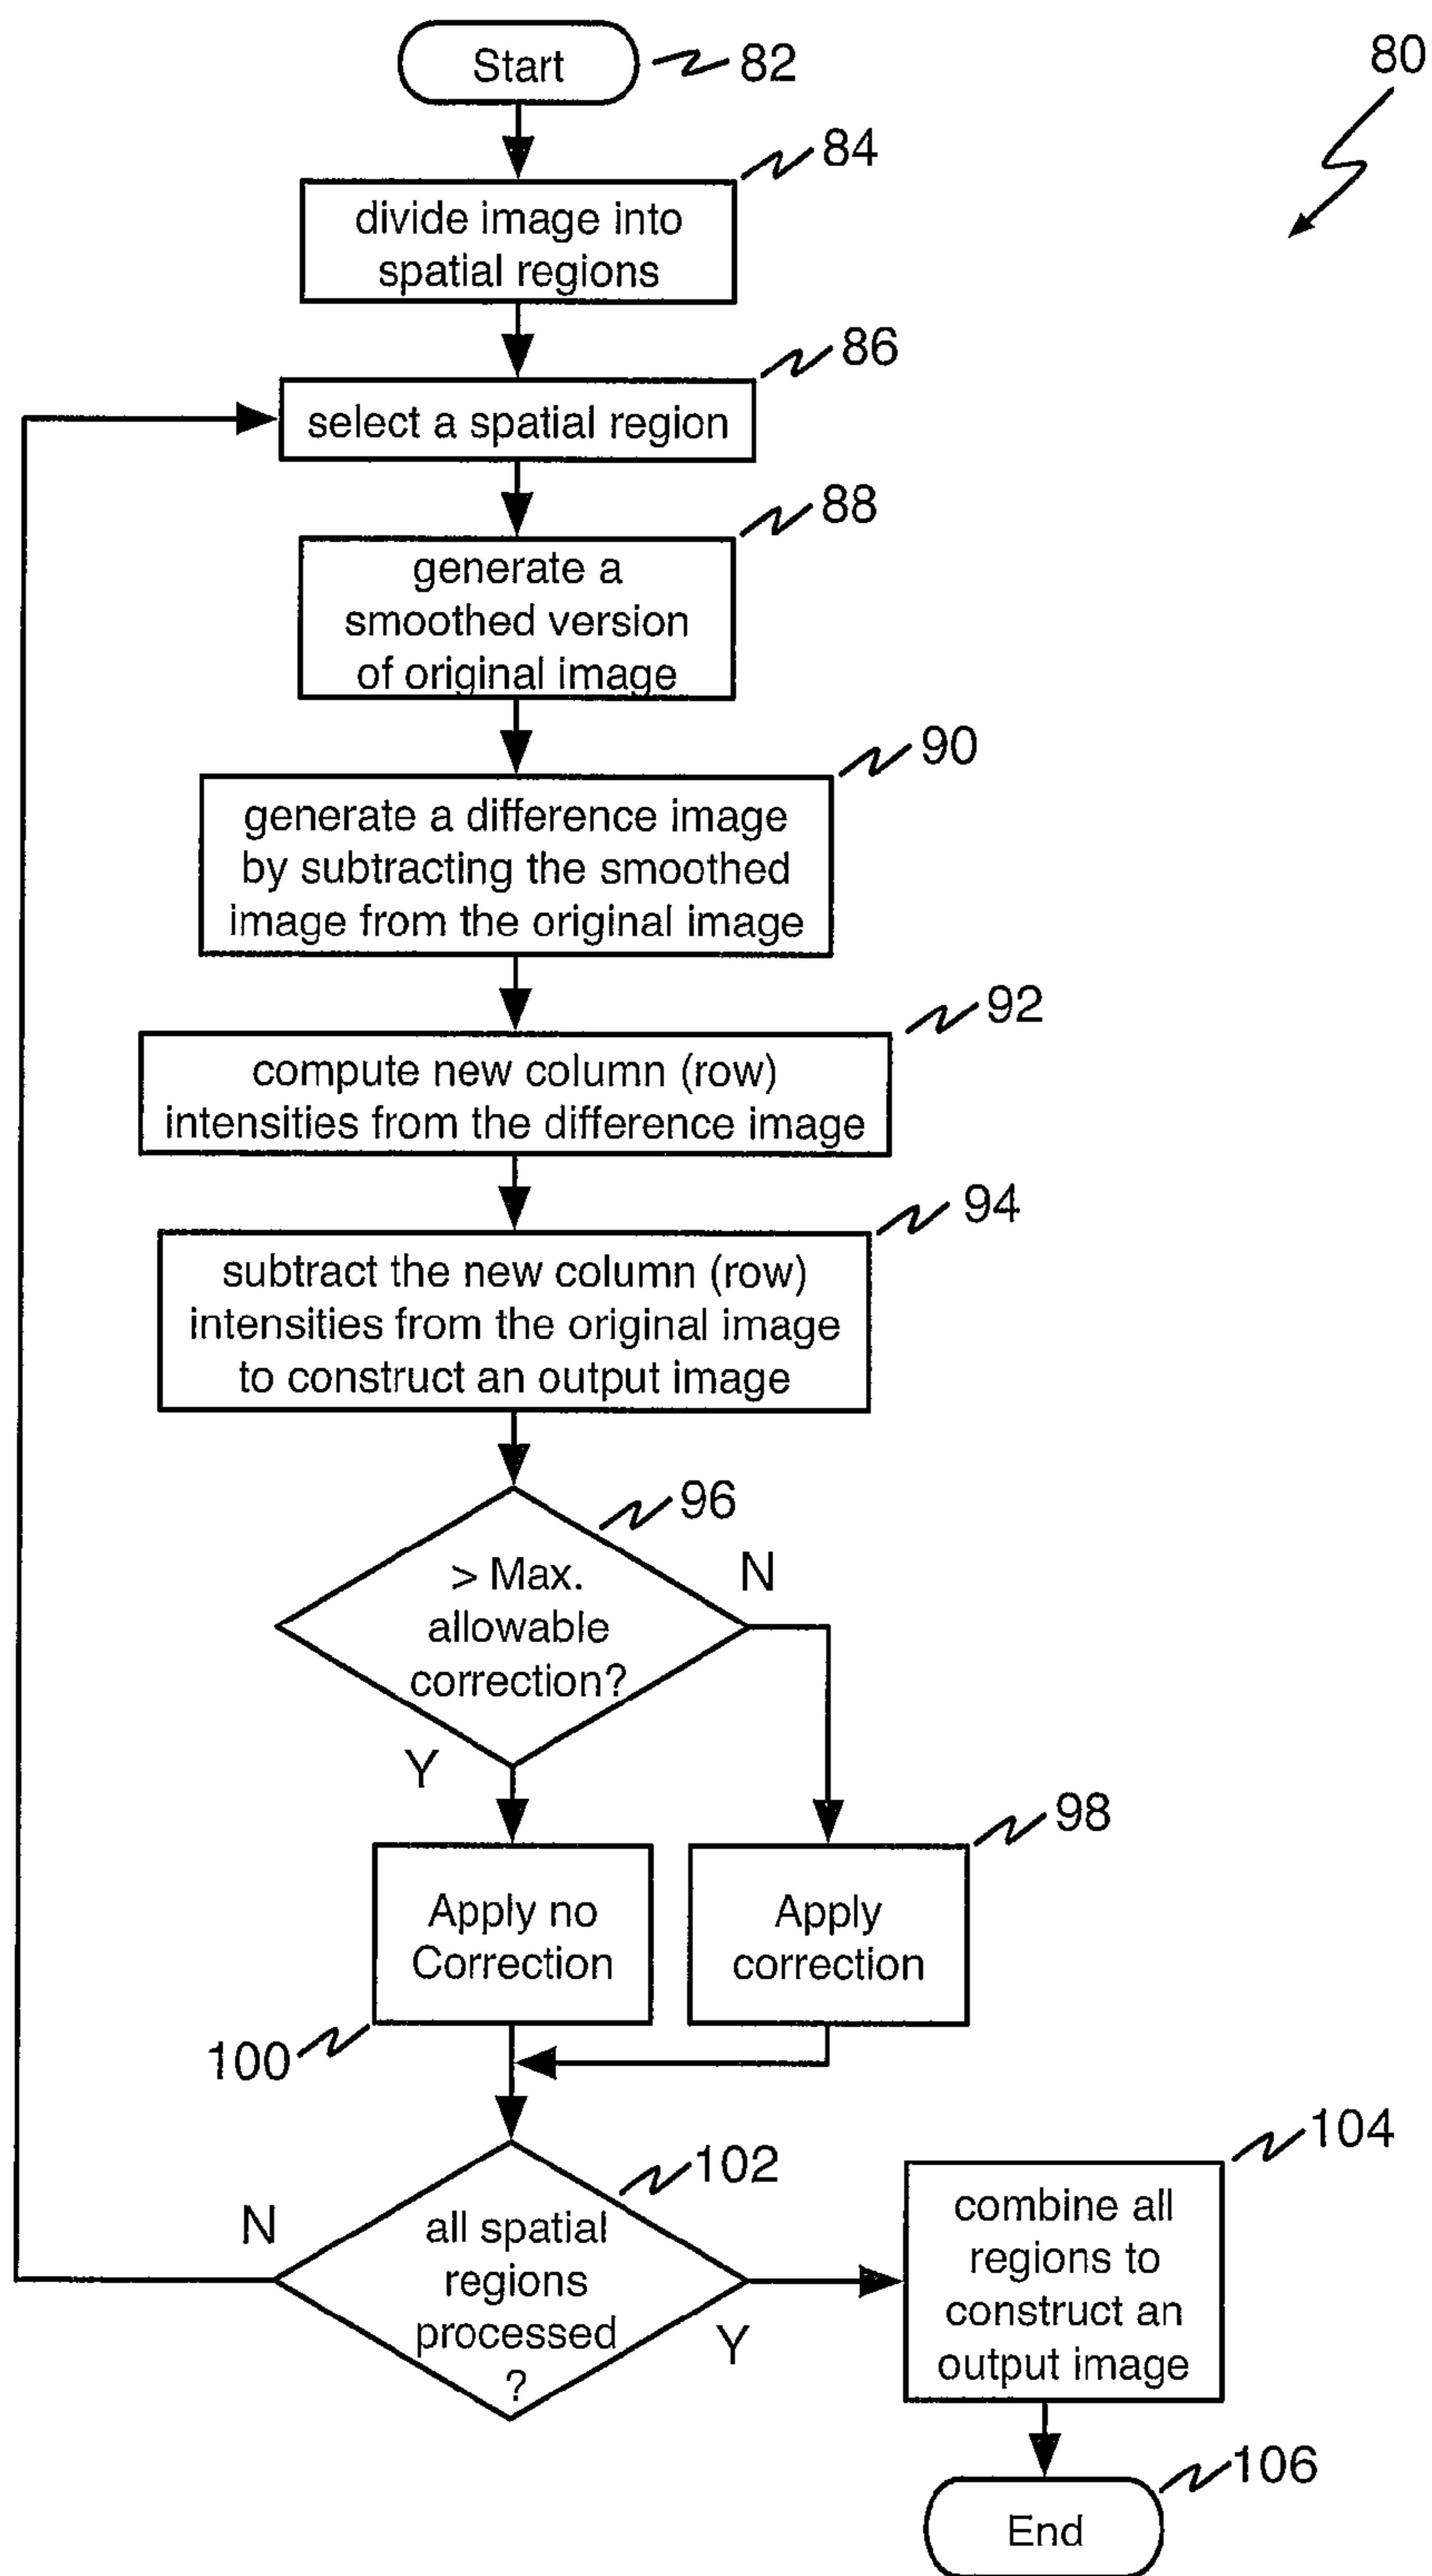 Start
82
80
84
divide image into
spatial regions
86
select a spatial region
88
generate a
smoothed version
of original image
90
generate a difference image
by subtracting the smoothed
image from the original image
92
compute new column (row)
intensities from the difference image
94
subtract the new column (row)
intensities from the original image
to construct an output image
96
> Max.
allowable
correction?
N
Y
98
Apply no
Correction
Apply
correction
100
102
all spatial
regions
processed
?
N
Y
104
combine all
regions to
construct an
output image
106
End